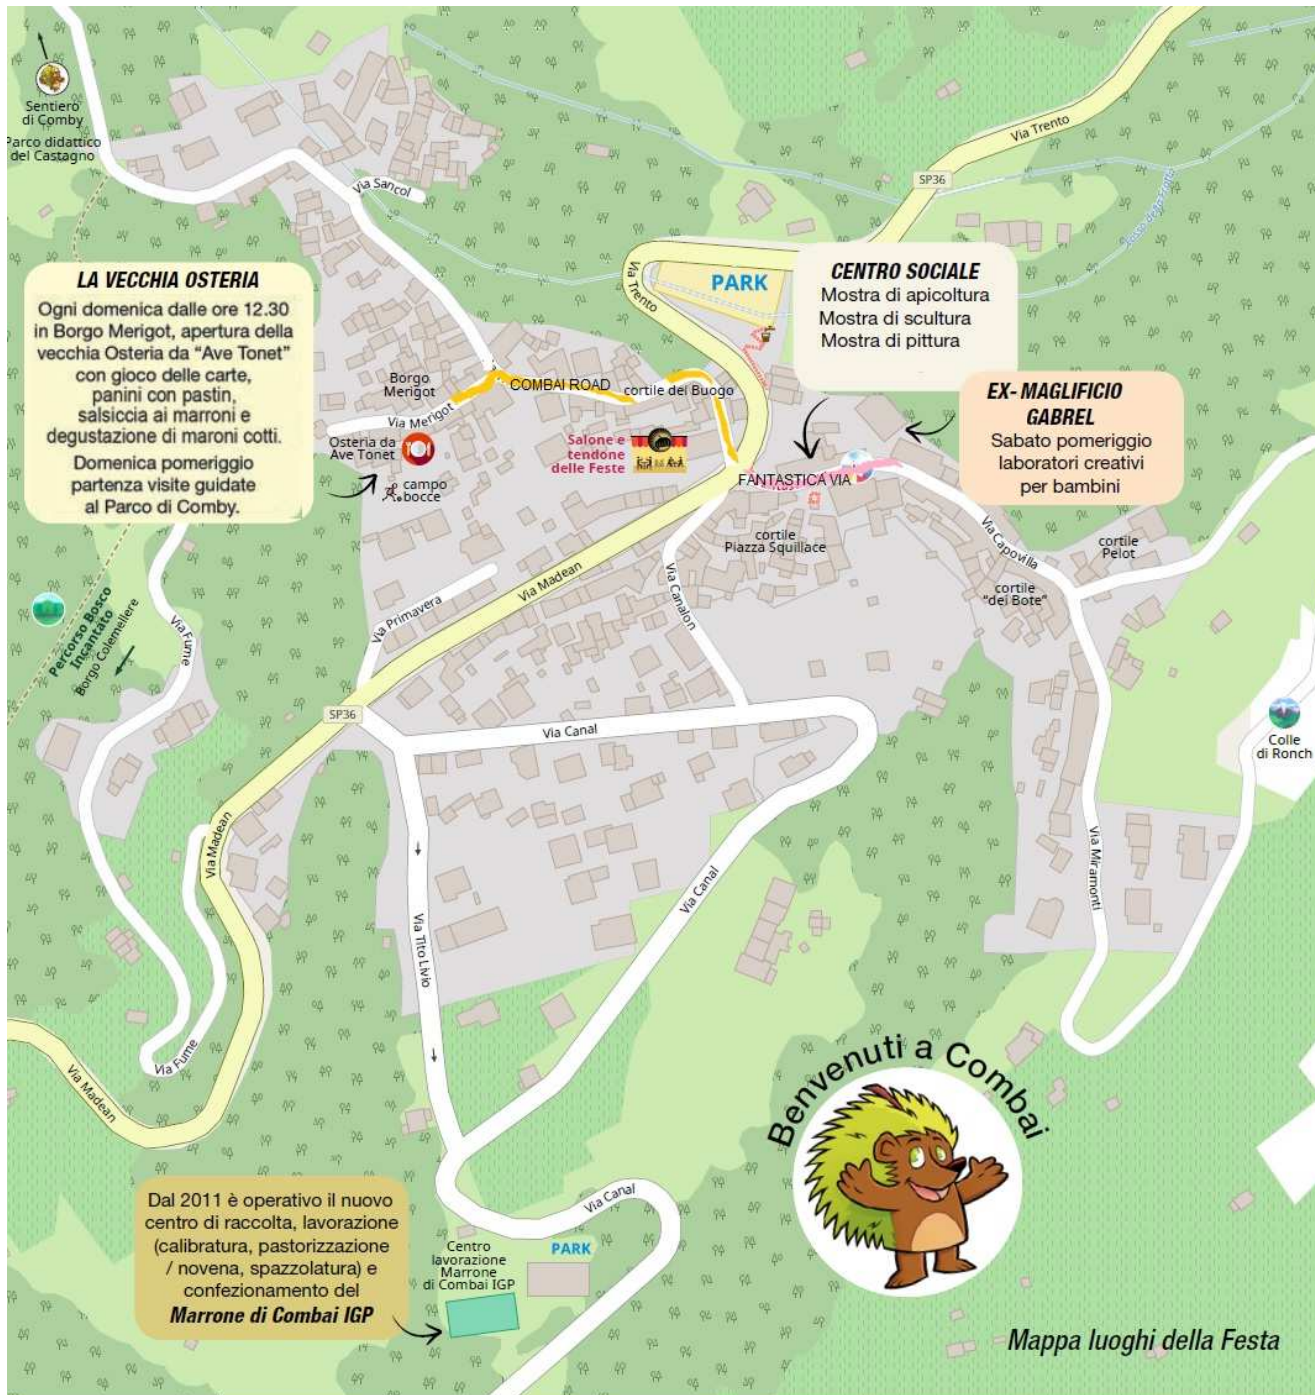 Sentiero
di Comby
Parco didattico
del Castagno
Via Sancol
Via Trento
SP36
Fosso della Fratta
LA VECCHIA OSTERIA
Ogni domenica dalle ore 12.30
in Borgo Merigot, apertura della
vecchia Osteria da “Ave Tonet”
con gioco delle carte,
panini con pastin,
salsiccia ai marroni e
degustazione di maroni cotti.
Domenica pomeriggio
partenza visite guidate
al Parco di Comby.
Via Trento
PARK
CENTRO SOCIALE
Mostra di apicoltura
Mostra di scultura
Mostra di pittura
Borgo
Merigot
COMBAI ROAD
cortile dei Buogo
Via Merigot
Osteria da
Ave Tonet
campo
bocce
Salone e
tendone
delle Feste
EX- MAGLIFICIO
GABREL
Sabato pomeriggio
laboratori creativi
per bambini
FANTASTICA VIA
cortile
Piazza Squillace
Via Capovilla
cortile
Pelot
cortile
“dei Bote”
Via Madean
Via Canalon
Via Primavera
Via Fume
Percorso Bosco
Incantato
Borgo Colemellere
SP36
Via Canal
Colle
di Ronch
Via Madean
Via Miramonti
Via Canal
Via Tito Livio
Via Fume
Via Madean
Benvenuti a Combai
Dal 2011 è operativo il nuovo
centro di raccolta, lavorazione
(calibratura, pastorizzazione
/ novena, spazzolatura) e
confezionamento del
Marrone di Combai IGP
Via Canal
Centro
lavorazione
Marrone
di Combai IGP
PARK
Mappa luoghi della Festa